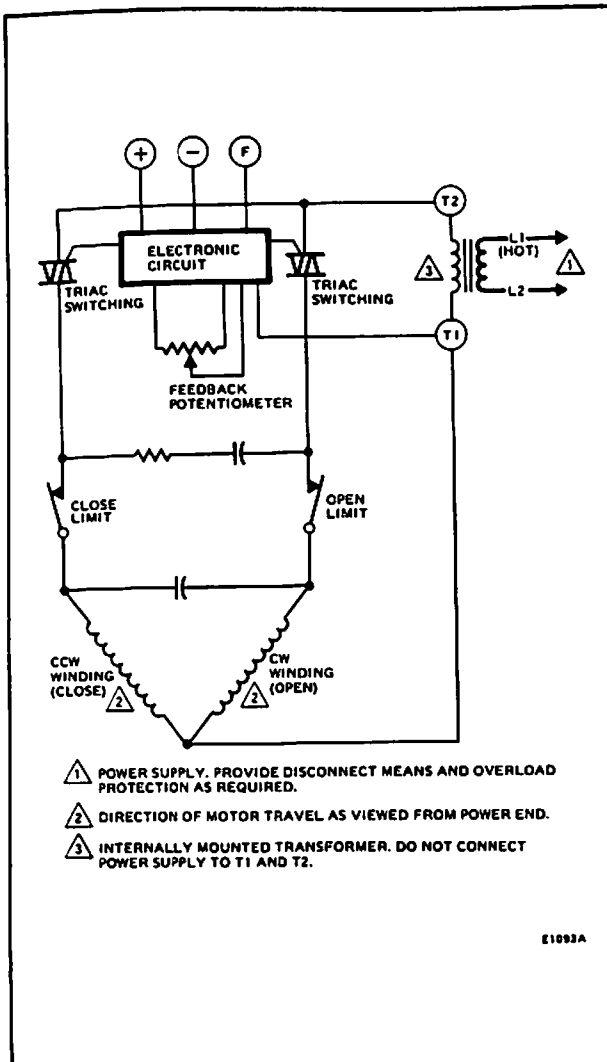 + − F
T2
L1
(HOT)
1
L2
3
ELECTRONIC
CIRCUIT
TRIAC
SWITCHING
TRIAC
SWITCHING
T1
FEEDBACK
POTENTIOMETER
CLOSE
LIMIT
OPEN
LIMIT
CCW
WINDING
(CLOSE)
2
CW
WINDING
(OPEN)
2
1 POWER SUPPLY. PROVIDE DISCONNECT MEANS AND OVERLOAD
PROTECTION AS REQUIRED.
2 DIRECTION OF MOTOR TRAVEL AS VIEWED FROM POWER END.
3 INTERNALLY MOUNTED TRANSFORMER. DO NOT CONNECT
POWER SUPPLY TO T1 AND T2.
E1093A